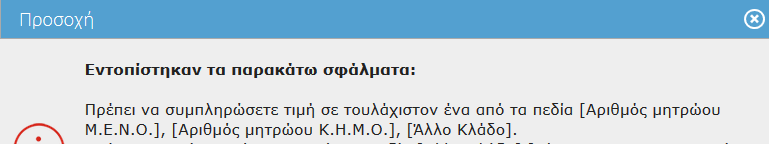 Προσοχή
Εντοπίστηκαν τα παρακάτω σφάλματα:
Πρέπει να συμπληρώσετε τιμή σε τουλάχιστον ένα από τα πεδία [Αριθμός μητρώου
Μ.Ε.Ν.Ο.], [Αριθμός μητρώου Κ.Η.Μ.Ο.], [Άλλο Κλάδο].